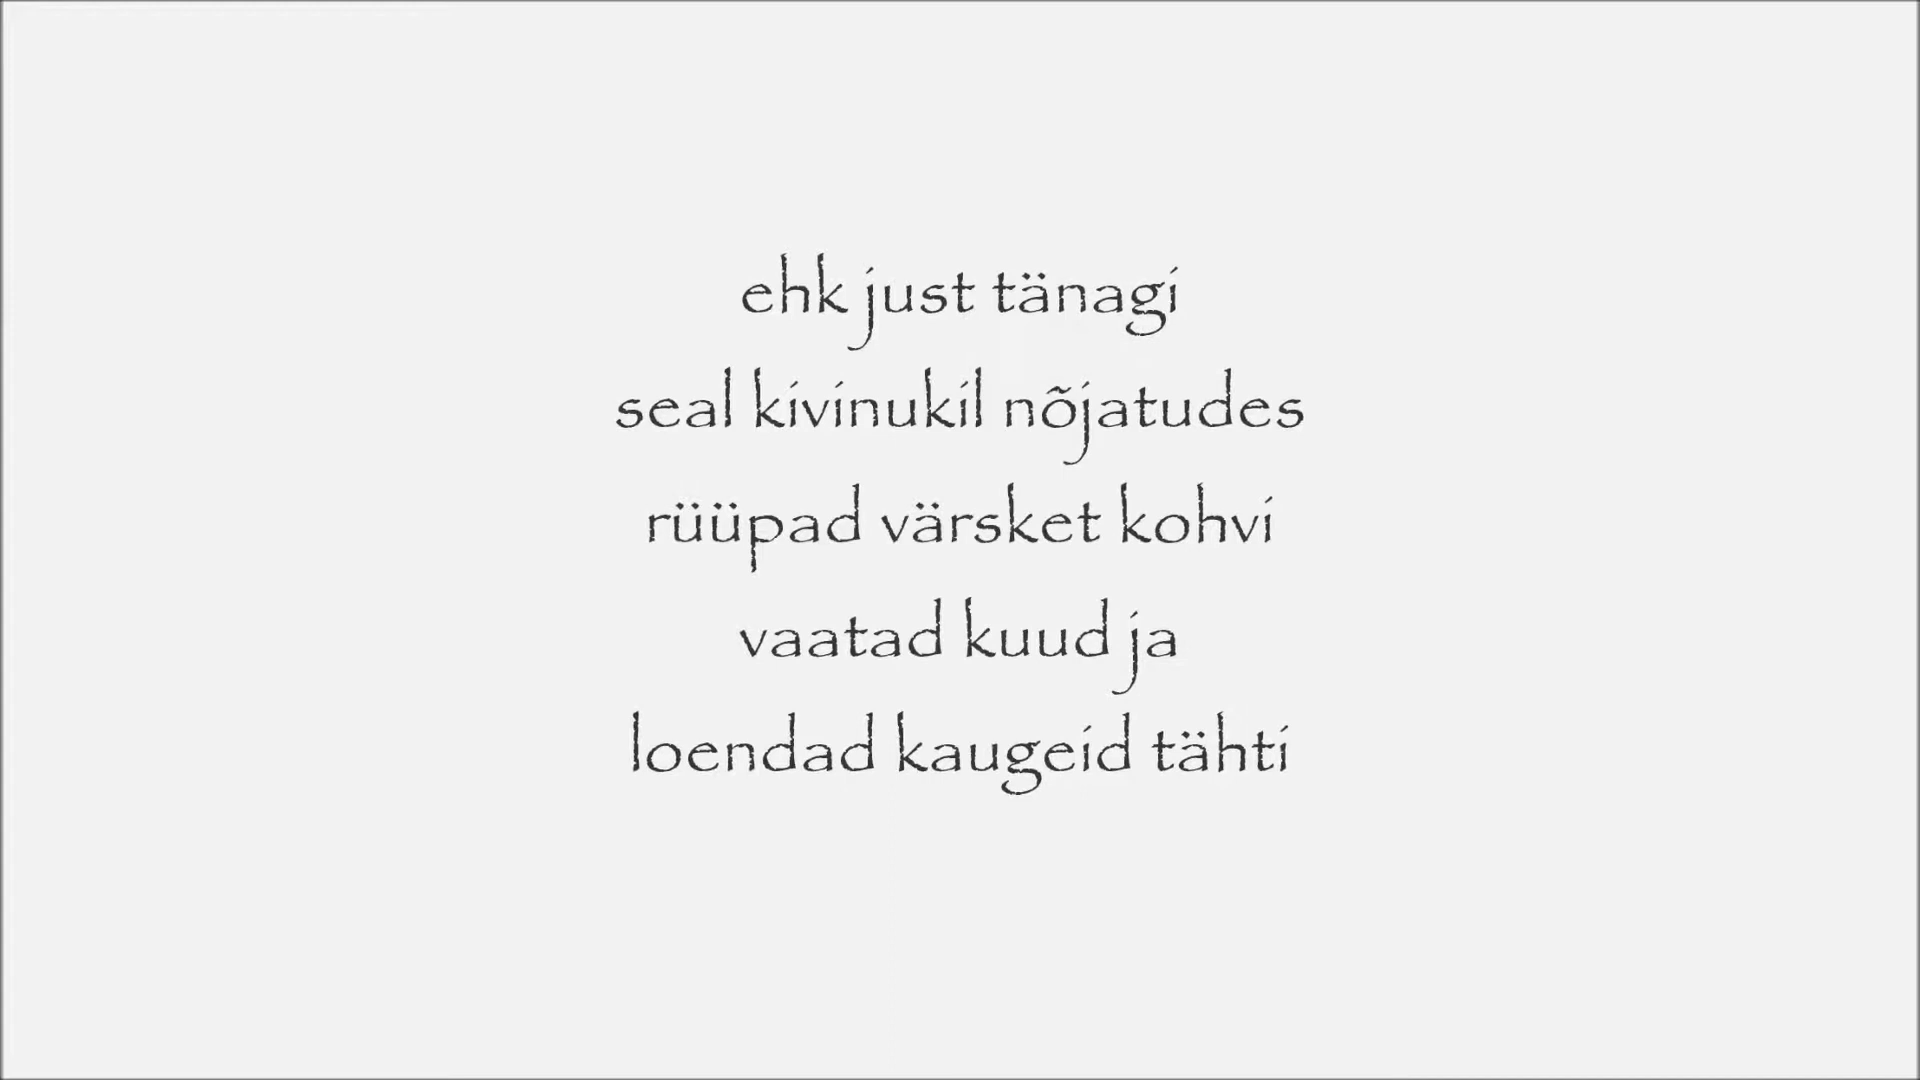 ehk just tänagi
seal kivinukil nõjatudes
rüüpad värsket kohvi
vaatad kuud ja
loendad kaugeid tähti